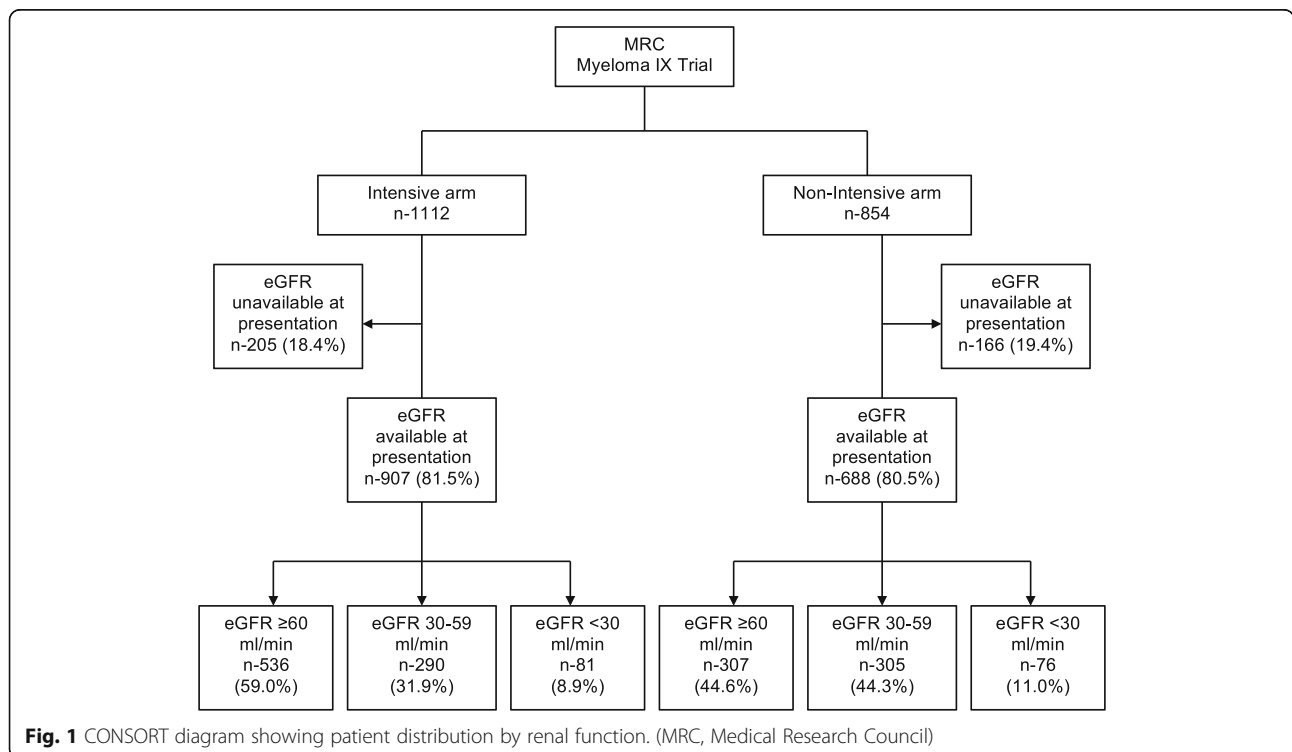 MRC
Myeloma IX Trial
Intensive arm
n-1112
Non-Intensive arm
n-854
eGFR
unavailable at
presentation
n-205 (18.4%)
eGFR
unavailable at
presentation
n-166 (19.4%)
eGFR
available at
presentation
n-907 (81.5%)
eGFR
available at
presentation
n-688 (80.5%)
eGFR ≥60
ml/min
n-536
(59.0%)
eGFR 30-59
ml/min
n-290
(31.9%)
eGFR <30
ml/min
n-81
(8.9%)
eGFR ≥60
ml/min
n-307
(44.6%)
eGFR 30-59
ml/min
n-305
(44.3%)
eGFR <30
ml/min
n-76
(11.0%)
Fig. 1 CONSORT diagram showing patient distribution by renal function. (MRC, Medical Research Council)